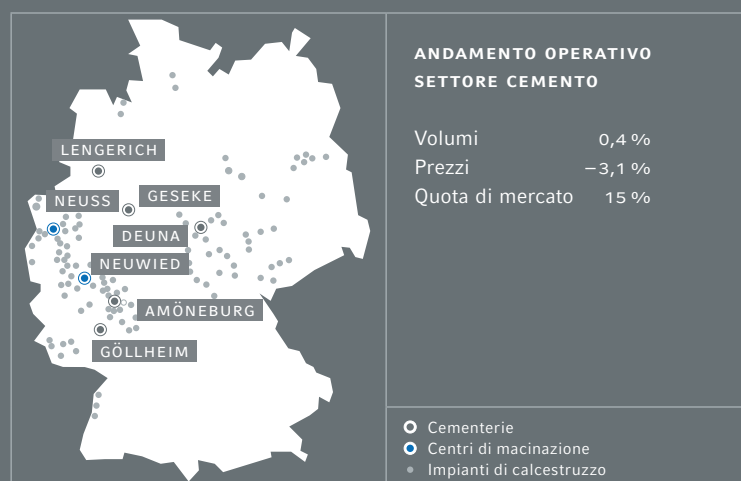 LENGERICH
NEUSS
GESEKE
DEUNA
NEUWIED
AMÖNEBURG
GÖLLHEIM
ANDAMENTO OPERATIVO
SETTORE CEMENTO
Volumi 0,4 %
Prezzi −3,1 %
Quota di mercato 15 %
Cementerie
Centri di macinazione
Impianti di calcestruzzo